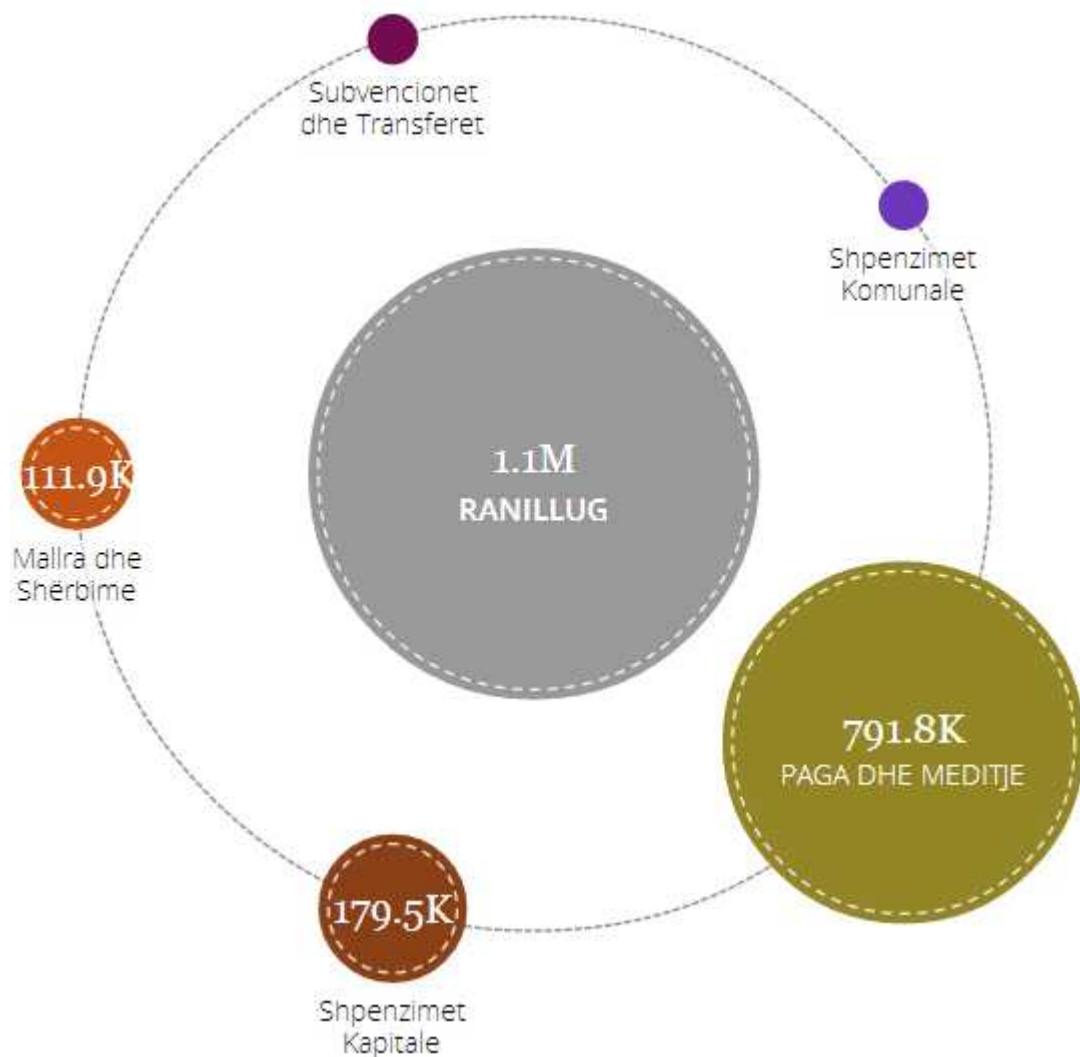 Subvencionet
dhe Transferet
Shpenzimet
Komunale
1.1M
RANILLUG
111.9K
Mallra dhe
Shërbime
791.8K
PAGA DHE MEDITJE
179.5K
Shpenzimet
Kapitale